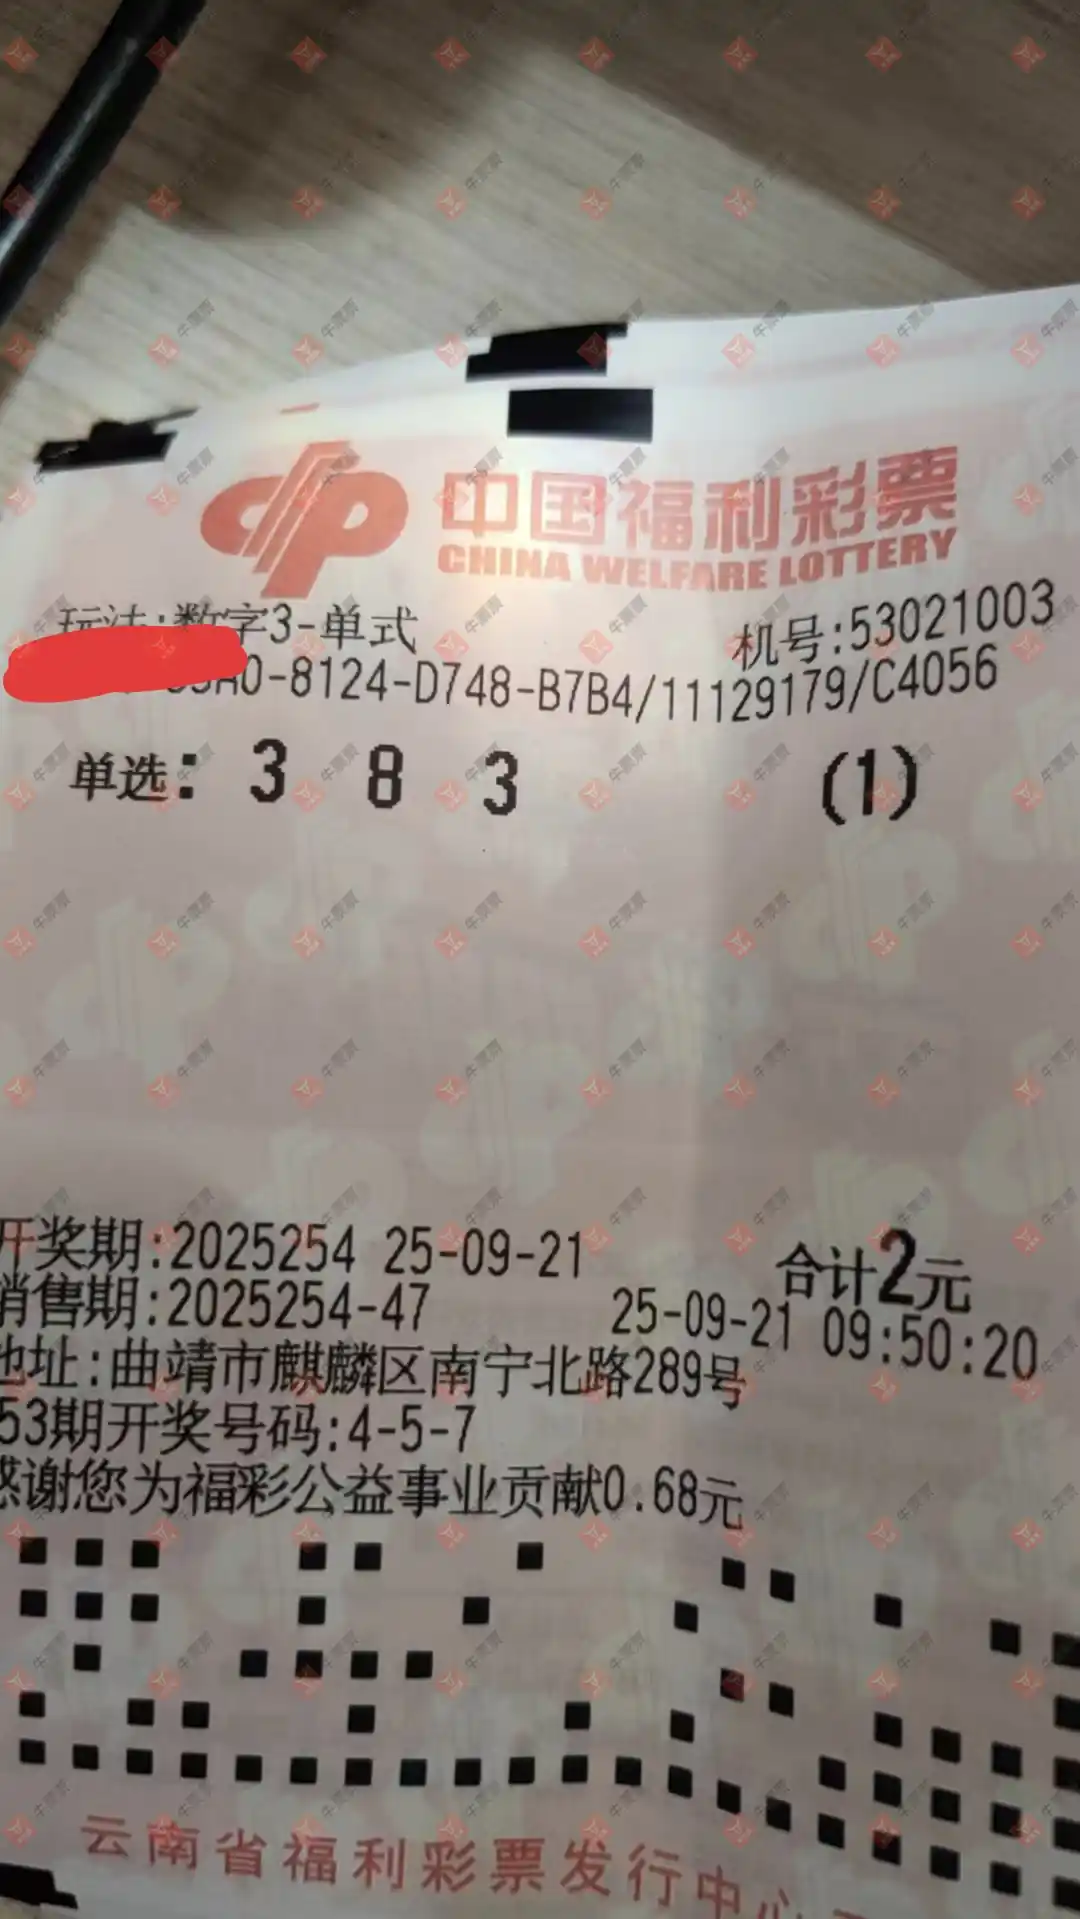 中国福利彩票
CHINA WELFARE LOTTERY
玩法:数字3-单式
机号:53021003
A0-8124-D748-B7B4/11129179/C4056
单选: 3 8 3 (1)
开奖期:2025254 25-09-21
合计2元
销售期:2025254-47 25-09-21 09:50:20
地址:曲靖市麒麟区南宁北路289号
53期开奖号码:4-5-7
感谢您为福彩公益事业贡献0.68元
云南省福利彩票发行中心